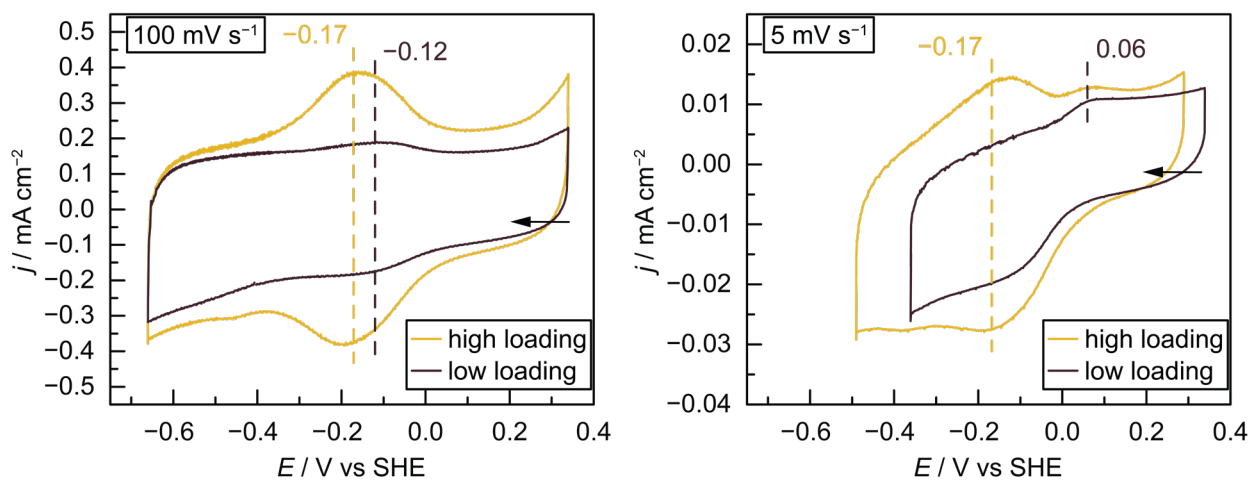 100 mV s⁻¹
−0.17
−0.12
0.5
0.4
0.3
0.2
0.1
0.0
−0.1
−0.2
−0.3
−0.4
−0.5
j / mA cm⁻²
high loading
low loading
−0.6 −0.4 −0.2 0.0 0.2 0.4
E / V vs SHE
5 mV s⁻¹
−0.17
0.06
0.02
0.01
0.00
−0.01
−0.02
−0.03
−0.04
j / mA cm⁻²
high loading
low loading
−0.6 −0.4 −0.2 0.0 0.2 0.4
E / V vs SHE